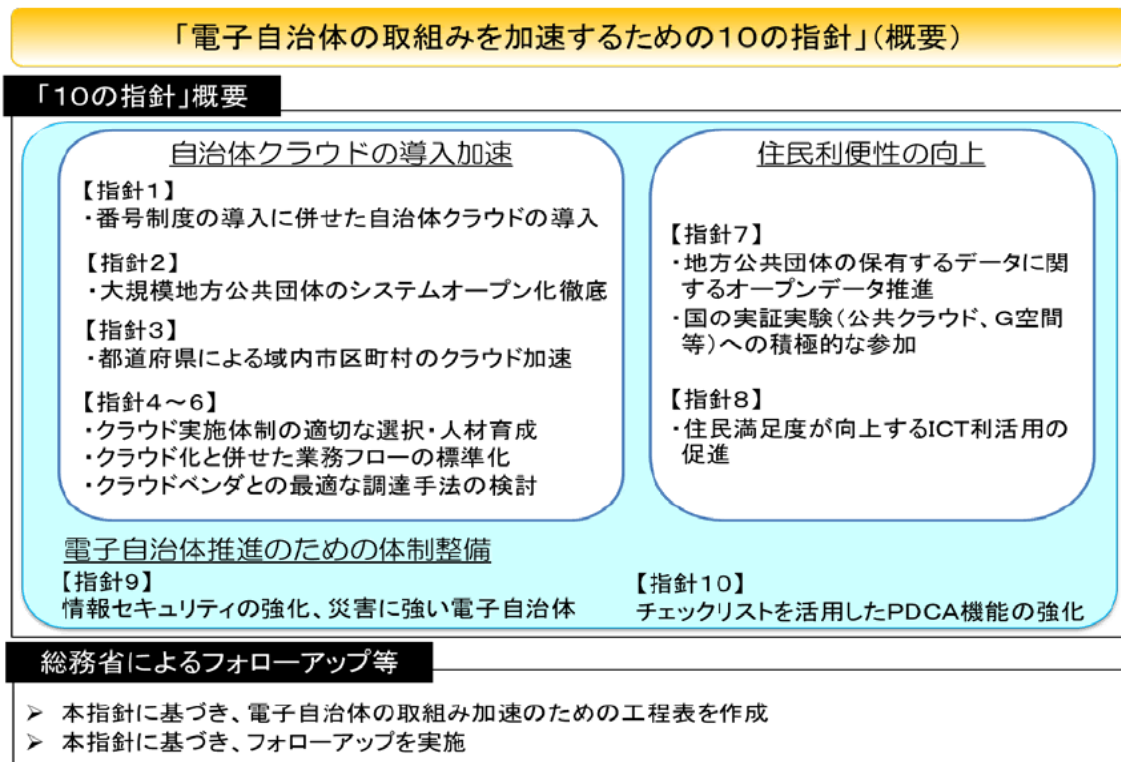 「電子自治体の取組みを加速するための10の指針」(概要)
「10の指針」概要
自治体クラウドの導入加速
【指針1】
・番号制度の導入に併せた自治体クラウドの導入
【指針2】
・大規模地方公共団体のシステムオープン化徹底
【指針3】
・都道府県による域内市区町村のクラウド加速
【指針4～6】
・クラウド実施体制の適切な選択・人材育成
・クラウド化と併せた業務フローの標準化
・クラウドベンダとの最適な調達手法の検討
住民利便性の向上
【指針7】
・地方公共団体の保有するデータに関
するオープンデータ推進
・国の実証実験(公共クラウド、G空間
等)への積極的な参加
【指針8】
・住民満足度が向上するICT利活用の
促進
電子自治体推進のための体制整備
【指針9】
情報セキュリティの強化、災害に強い電子自治体
【指針10】
チェックリストを活用したPDCA機能の強化
総務省によるフォローアップ等
➢ 本指針に基づき、電子自治体の取組み加速のための工程表を作成
➢ 本指針に基づき、フォローアップを実施